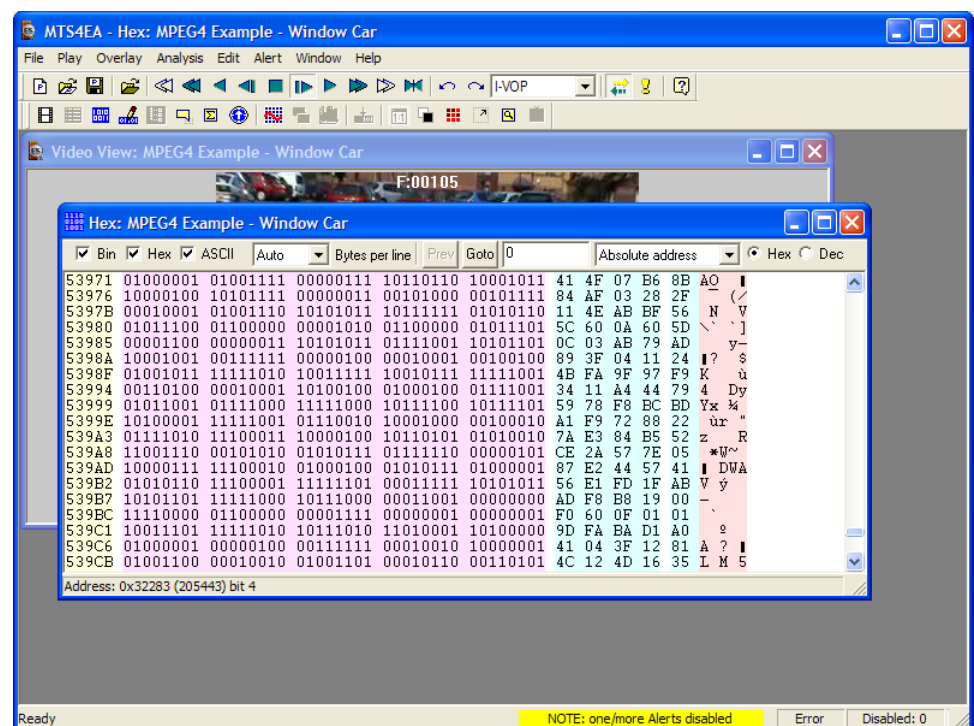 MTS4EA - Hex: MPEG4 Example - Window Car
File Play Overlay Analysis Edit Alert Window Help
I-VOP
Video View: MPEG4 Example - Window Car
F:00105
Hex: MPEG4 Example - Window Car
Bin Hex ASCII Auto Bytes per line Prev Goto 0 Absolute address Hex Dec
53971 01000001 01001111 00000111 10110110 10001011 41 4F 07 B6 8B AO
53976 10000100 10101111 00000011 00101000 00101111 84 AF 03 28 2F ¯ (/
5397B 00010001 01001110 10101011 10111111 01010110 11 4E AB BF 56 N V
53980 01011100 01100000 00001010 01100000 01011101 5C 60 0A 60 5D \` `]
53985 00001100 00000011 10101011 01111001 10101101 0C 03 AB 79 AD y-
5398A 10001001 00111111 00000100 00010001 00100100 89 3F 04 11 24 ? $
5398F 01001011 11111010 10011111 10010111 11111001 4B FA 9F 97 F9 K ù
53994 00110100 00010001 10100100 01000100 01111001 34 11 A4 44 79 4 Dy
53999 01011001 01111000 11111000 10111100 10111101 59 78 F8 BC BD Yx ¼
5399E 10100001 11111001 01110010 10001000 00100010 A1 F9 72 88 22 ùr "
539A3 01111010 11100011 10000100 10110101 01010010 7A E3 84 B5 52 z R
539A8 11001110 00101010 01010111 01111110 00000101 CE 2A 57 7E 05 *W~
539AD 10000111 11100010 01000100 01010111 01000001 87 E2 44 57 41 DWA
539B2 01010110 11100001 11111101 00011111 10101011 56 E1 FD 1F AB V ý
539B7 10101101 11111000 10111000 00011001 00000000 AD F8 B8 19 00 -
539BC 11110000 01100000 00001111 00000001 00000001 F0 60 0F 01 01 `
539C1 10011101 11111010 10111010 11010001 10100000 9D FA BA D1 A0 º
539C6 01000001 00000100 00111111 00010010 10000001 41 04 3F 12 81 A ?
539CB 01001100 00010010 01001101 00010110 00110101 4C 12 4D 16 35 L M 5
Address: 0x32283 (205443) bit 4
Ready NOTE: one/more Alerts disabled Error Disabled: 0